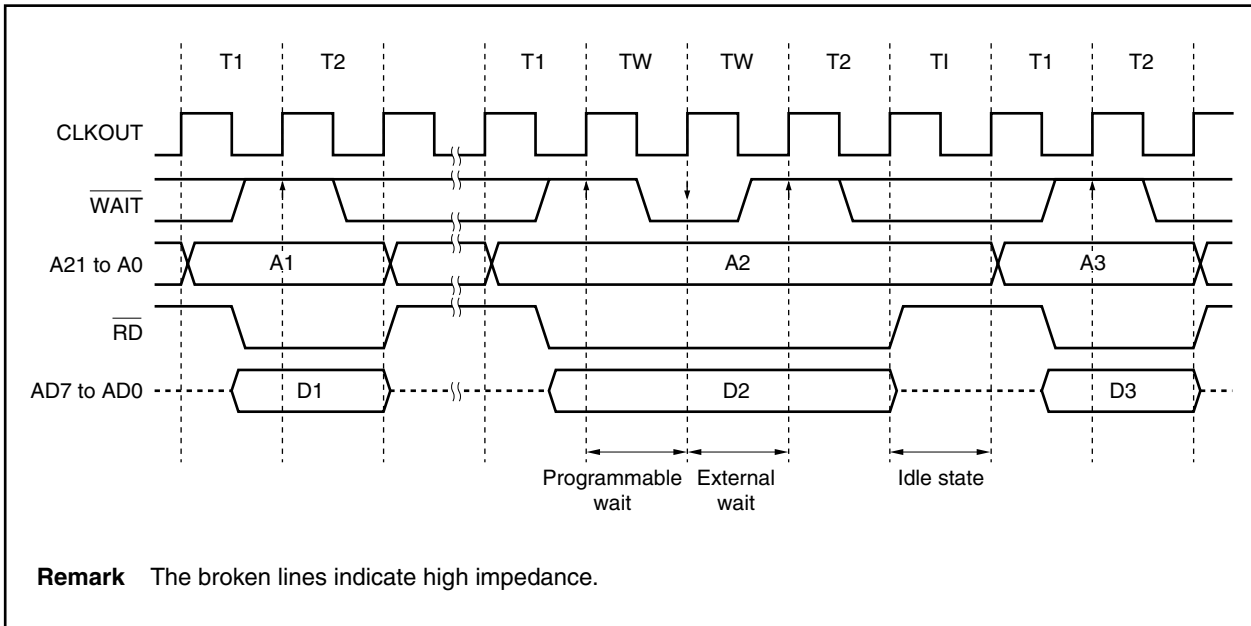 T1 T2 T1 TW TW T2 TI T1 T2
CLKOUT
WAIT
A21 to A0 A1 A2 A3
RD
AD7 to AD0 D1 D2 D3
Programmable wait
External wait
Idle state
Remark The broken lines indicate high impedance.